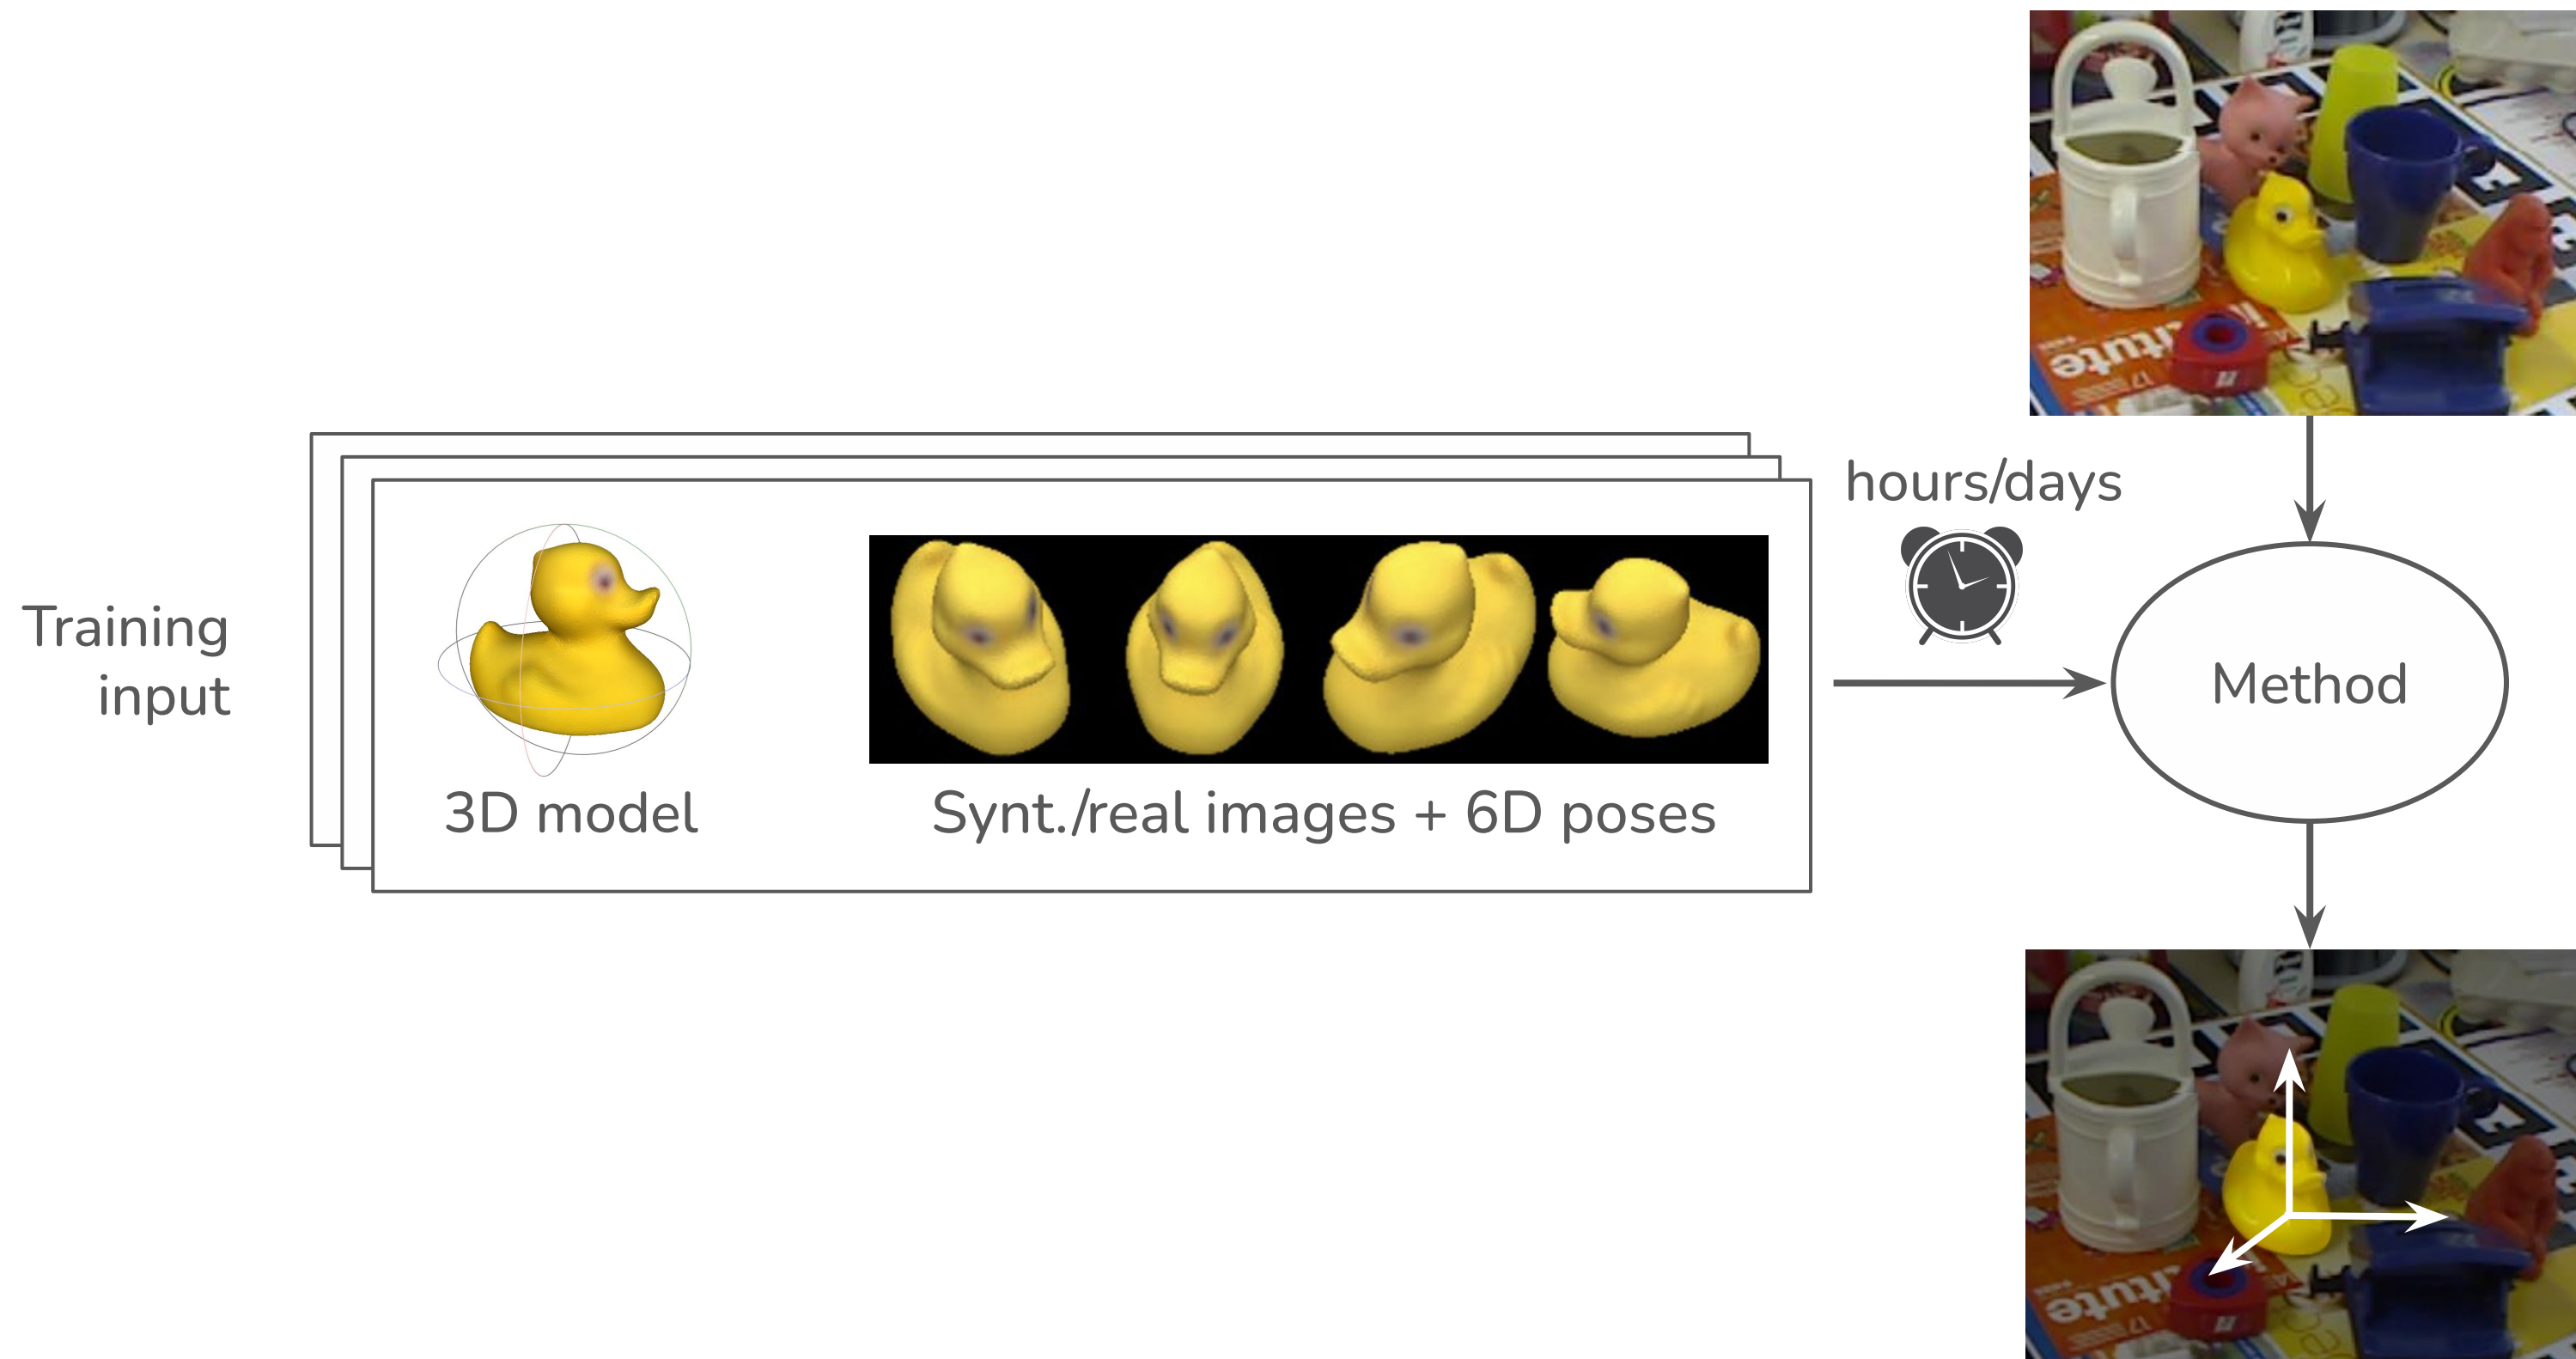 hours/days
Training
input
Method
3D model
Synt./real images + 6D poses